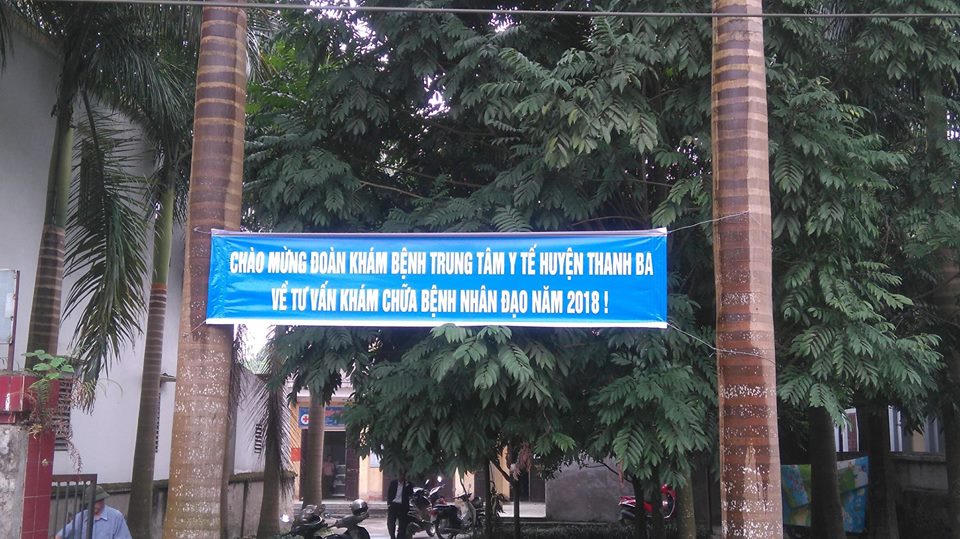 CHÀO MỪNG ĐOÀN KHÁM BỆNH TRUNG TÂM Y TẾ HUYỆN THANH BA
VỀ TƯ VẤN KHÁM CHỮA BỆNH NHÂN ĐẠO NĂM 2018 !